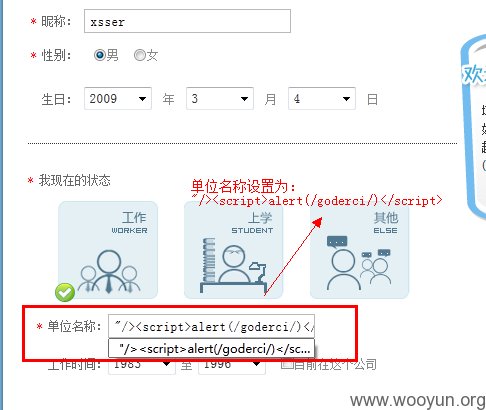 * 昵称: xsser
* 性别: 男 女
生日: 2009 年 3 月 4 日
* 我现在的状态
单位名称设置为:
"/><script>alert(/goderci/)</script>
工作 WORKER
上学 STUDENT
其他 ELSE
* 单位名称: "/><script>alert(/goderci/)</
"/><script>alert(/goderci/)</sc...
工作时间: 1983 至 1996 目前在这个公司
欢
www.wooyun.org